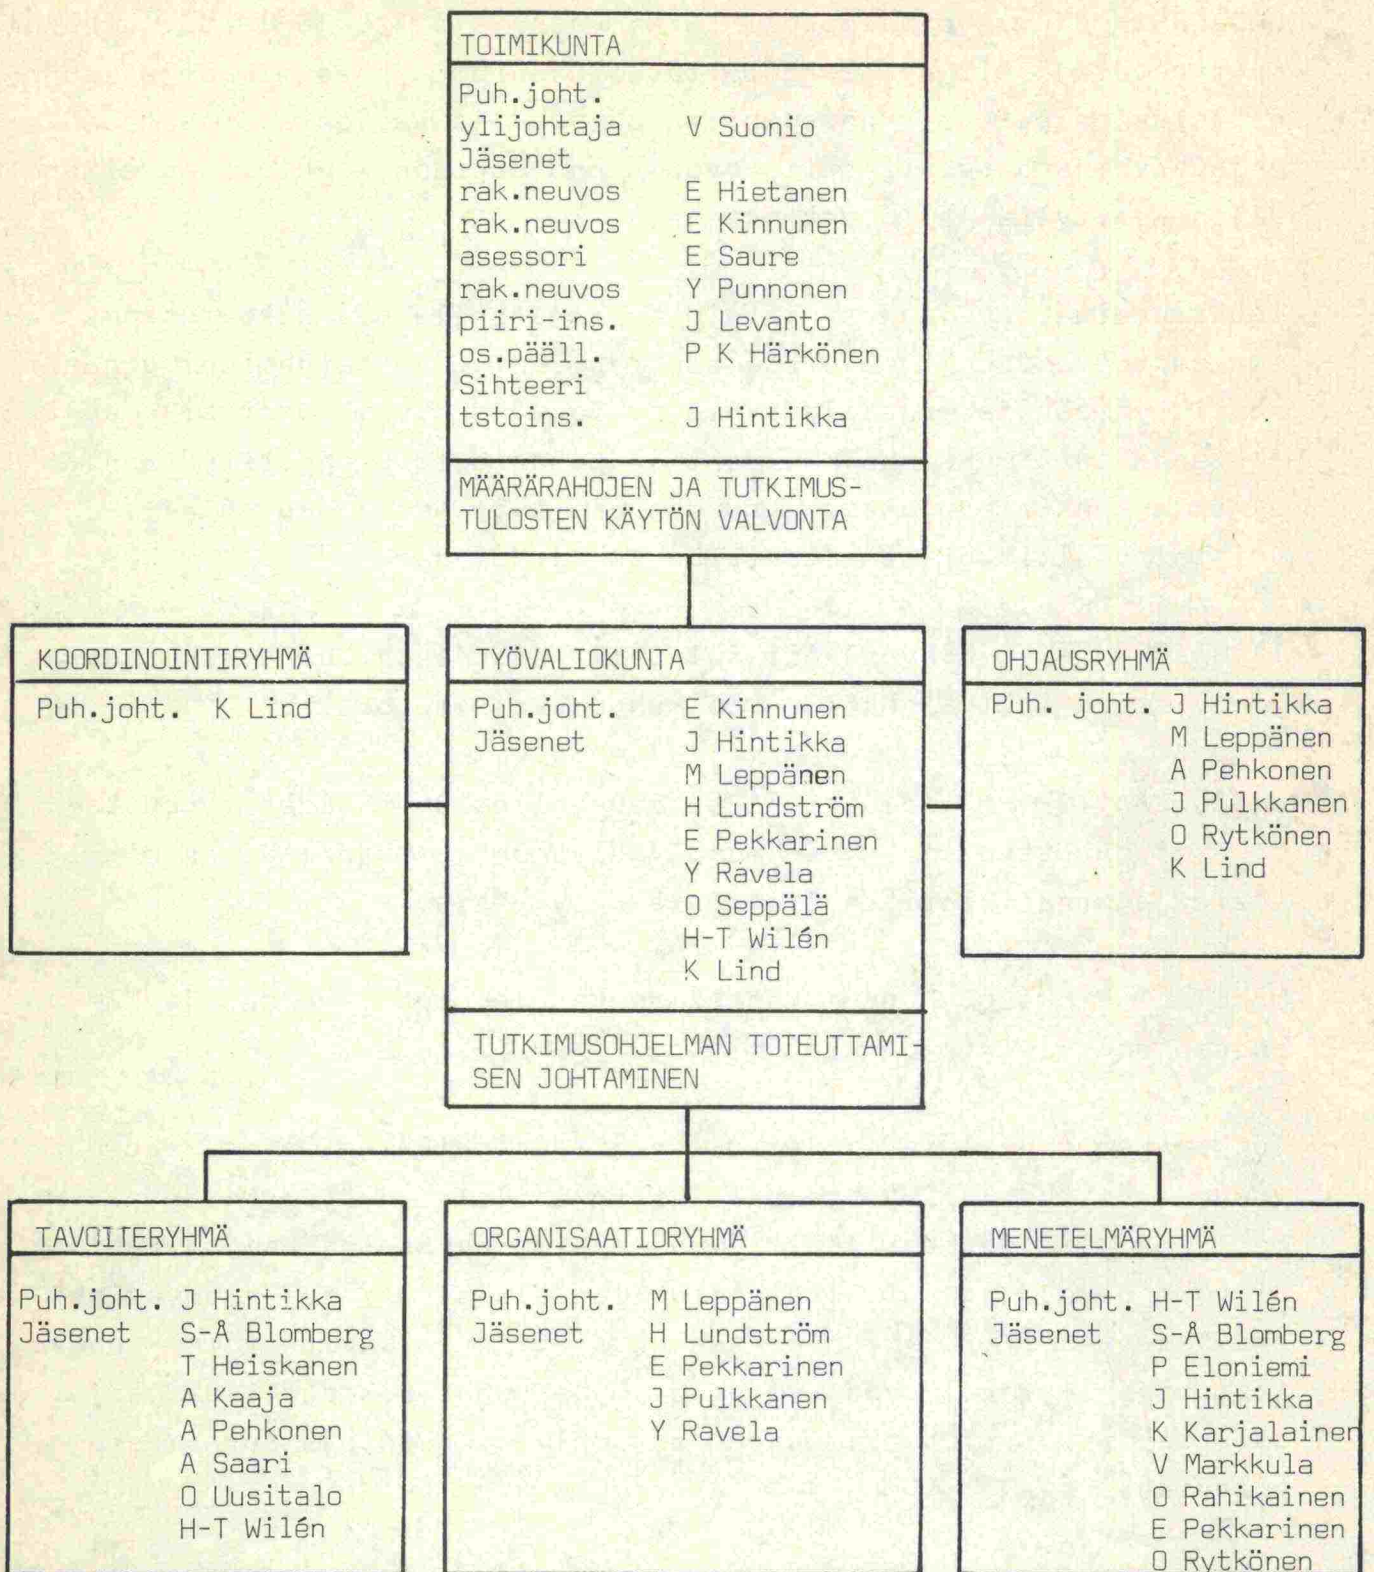 TOIMIKUNTA
Puh.joht.
ylijohtaja V Suonio
Jäsenet
rak.neuvos E Hietanen
rak.neuvos E Kinnunen
asessori E Saure
rak.neuvos Y Punnonen
piiri-ins. J Levanto
os.pääll. P K Härkönen
Sihteeri
tstoins. J Hintikka
MÄÄRÄRAHOJEN JA TUTKIMUS-
TULOSTEN KÄYTÖN VALVONTA
KOORDINOINTIRYHMÄ
Puh.joht. K Lind
TYÖVALIOKUNTA
Puh.joht. E Kinnunen
Jäsenet J Hintikka
M Leppänen
H Lundström
E Pekkarinen
Y Ravela
O Seppälä
H-T Wilén
K Lind
TUTKIMUSOHJELMAN TOTEUTTAMI-
SEN JOHTAMINEN
OHJAUSRYHMÄ
Puh. joht. J Hintikka
M Leppänen
A Pehkonen
J Pulkkanen
O Rytkönen
K Lind
TAVOITERYHMÄ
Puh.joht. J Hintikka
Jäsenet S-Å Blomberg
T Heiskanen
A Kaaja
A Pehkonen
A Saari
O Uusitalo
H-T Wilén
ORGANISAATIORYHMÄ
Puh.joht. M Leppänen
Jäsenet H Lundström
E Pekkarinen
J Pulkkanen
Y Ravela
MENETELMÄRYHMÄ
Puh.joht. H-T Wilén
Jäsenet S-Å Blomberg
P Eloniemi
J Hintikka
K Karjalainen
V Markkula
O Rahikainen
E Pekkarinen
O Rytkönen